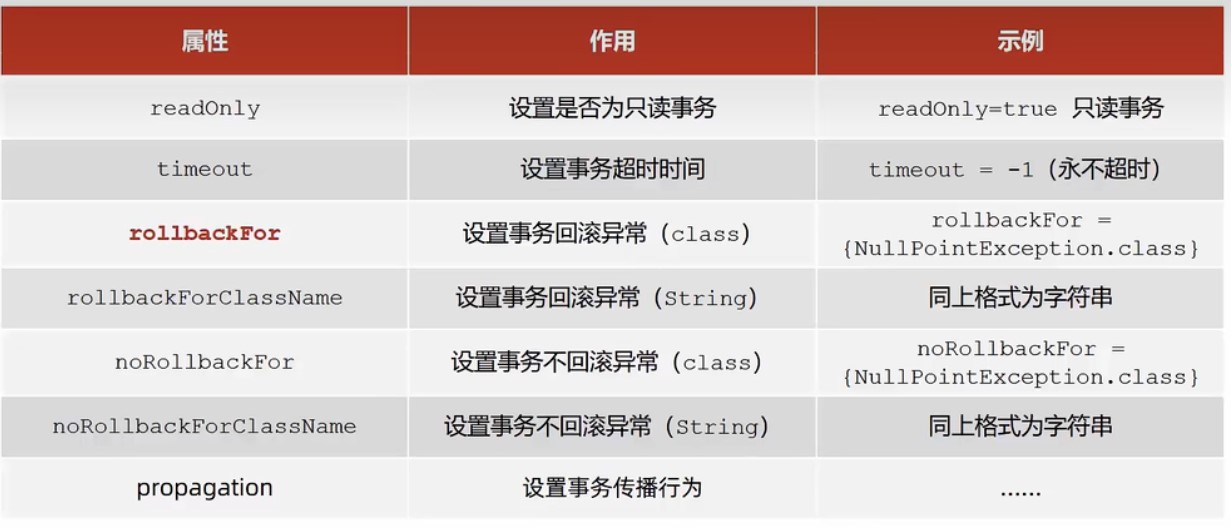 属性 作用 示例
readOnly 设置是否为只读事务 readOnly=true 只读事务
timeout 设置事务超时时间 timeout = -1（永不超时）
rollbackFor 设置事务回滚异常（class） rollbackFor =
{NullPointException.class}
rollbackForClassName 设置事务回滚异常（String） 同上格式为字符串
noRollbackFor 设置事务不回滚异常（class） noRollbackFor =
{NullPointException.class}
noRollbackForClassName 设置事务不回滚异常（String） 同上格式为字符串
propagation 设置事务传播行为 ……